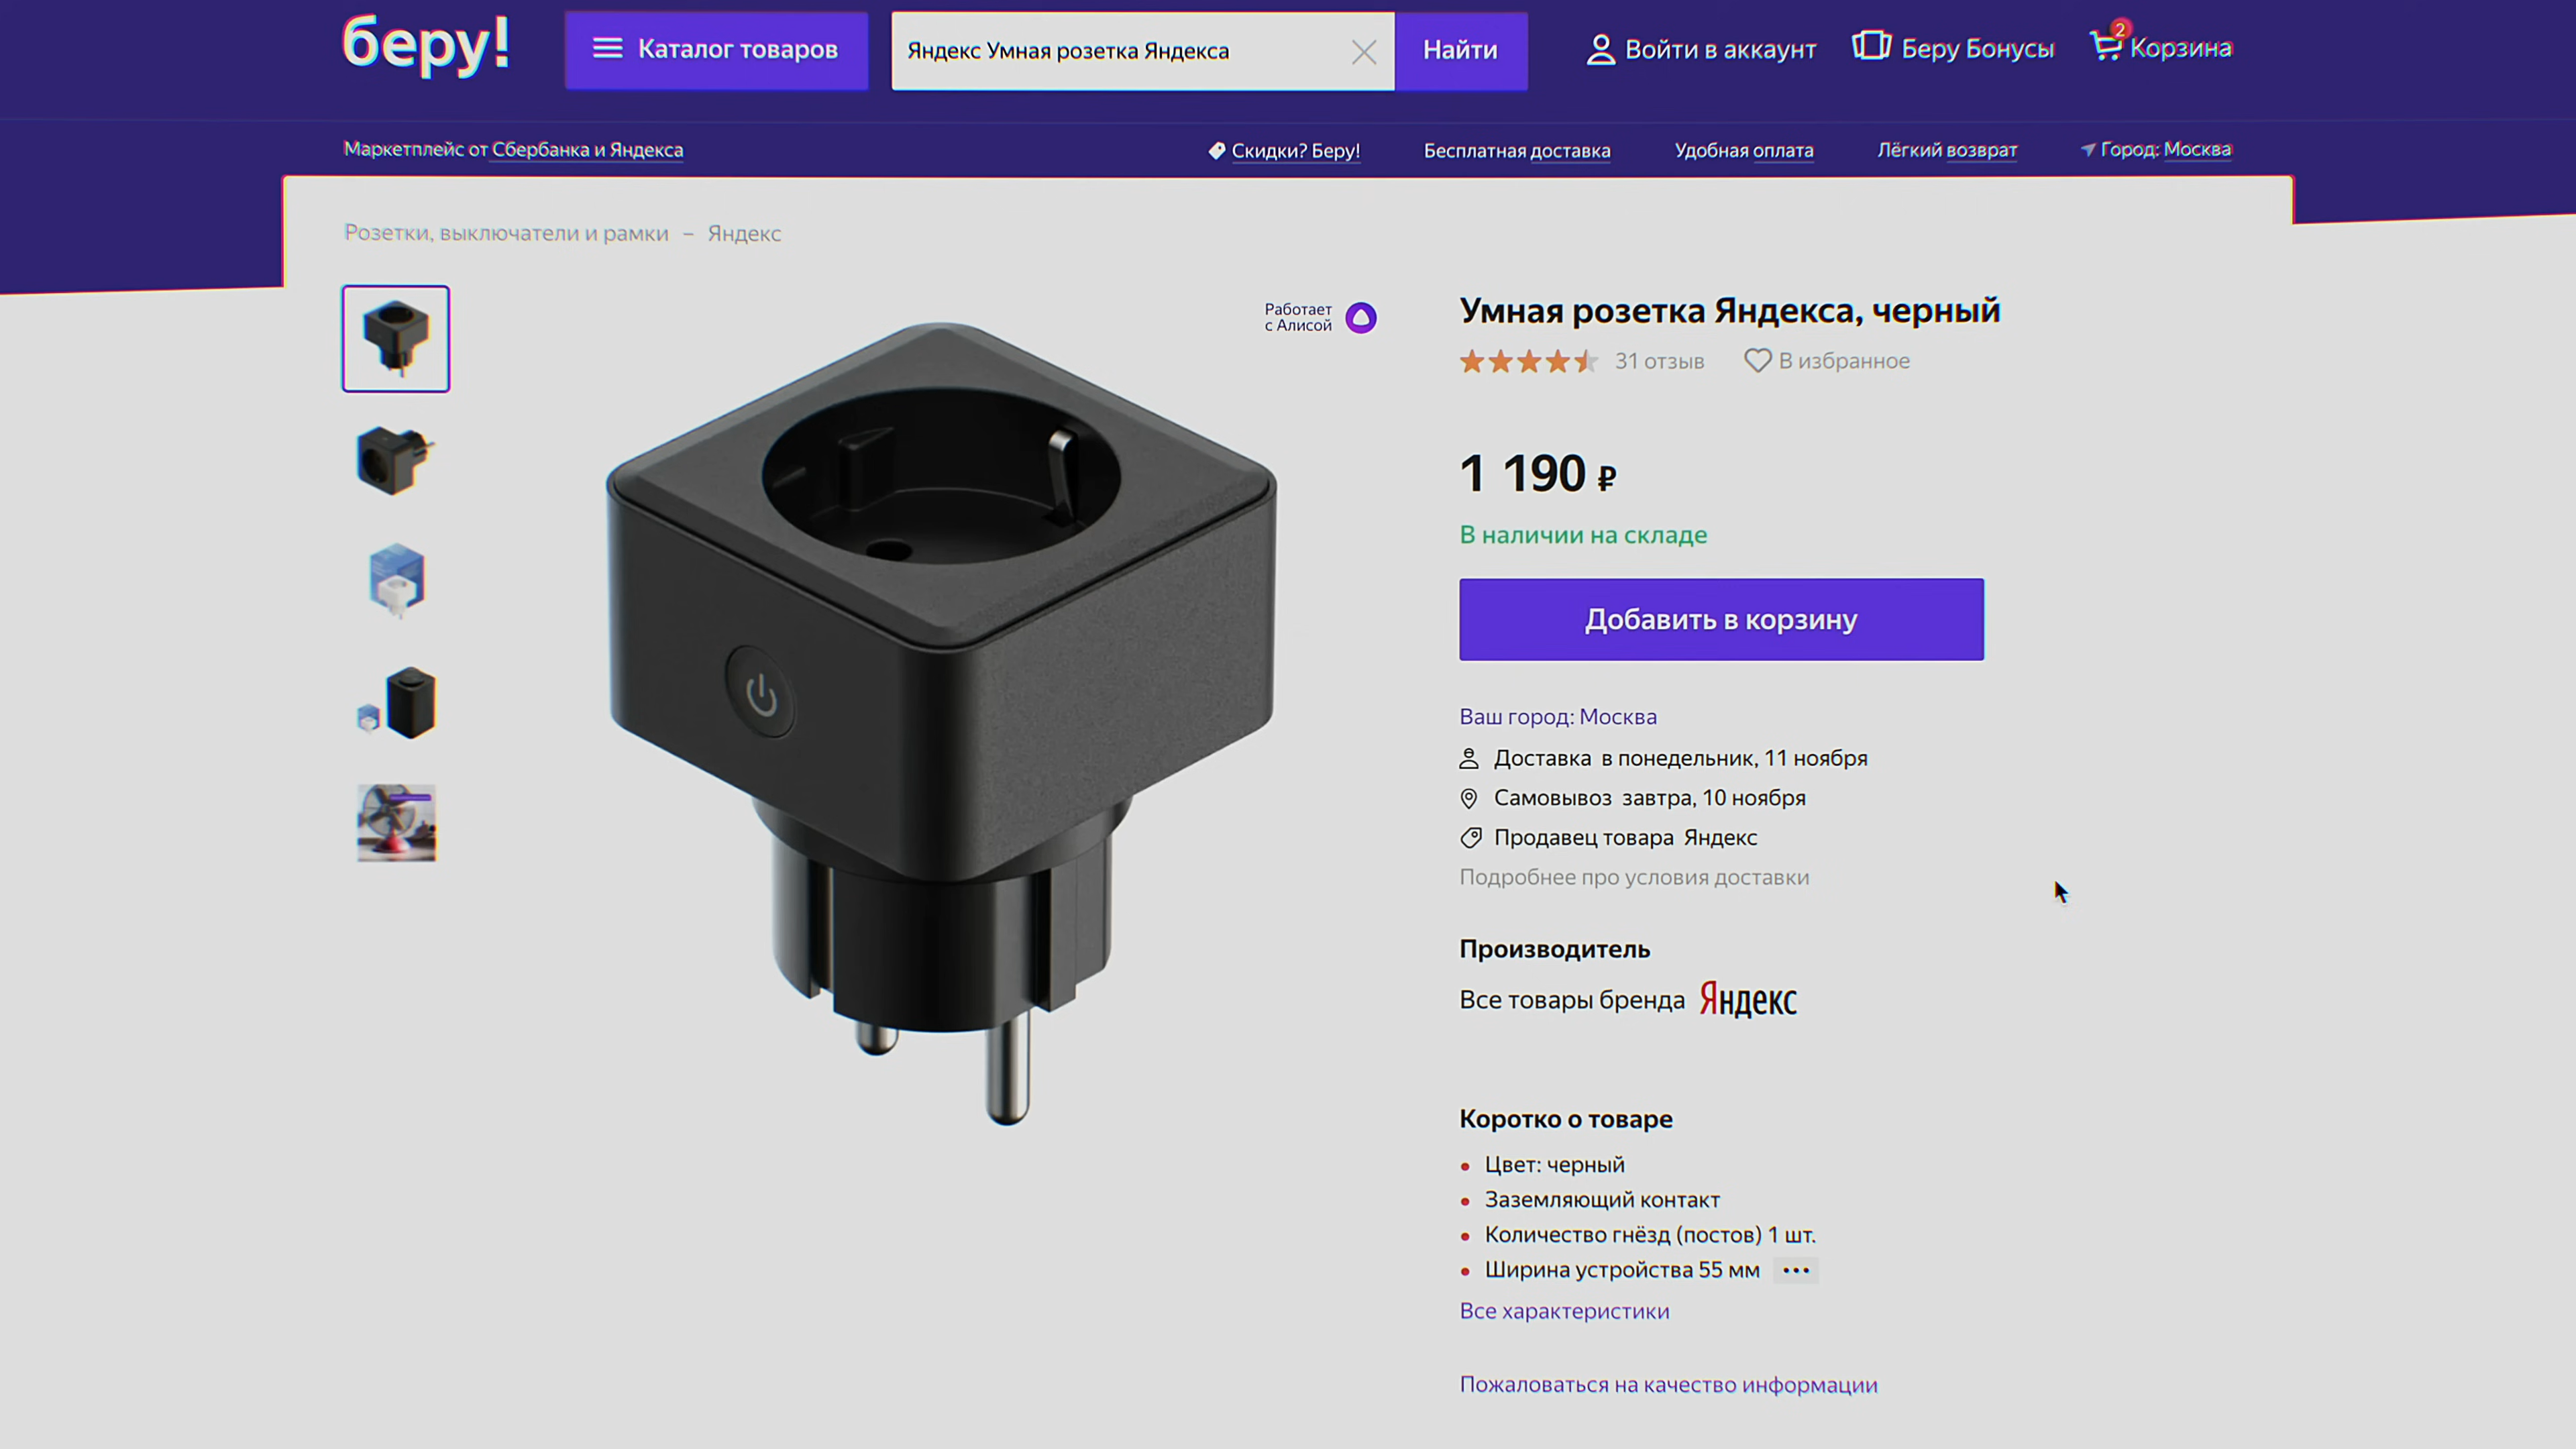 беру!
Каталог товаров
Яндекс Умная розетка Яндекса
Найти
Войти в аккаунт
Беру Бонусы
2
Корзина
Маркетплейс от Сбербанка и Яндекса
Скидки? Беру!
Бесплатная доставка
Удобная оплата
Лёгкий возврат
Город: Москва
Розетки, выключатели и рамки – Яндекс
Работает
с Алисой
Умная розетка Яндекса, черный
31 отзыв
В избранное
1 190 ₽
В наличии на складе
Добавить в корзину
Ваш город: Москва
Доставка в понедельник, 11 ноября
Самовывоз завтра, 10 ноября
Продавец товара Яндекс
Подробнее про условия доставки
Производитель
Все товары бренда Яндекс
Коротко о товаре
• Цвет: черный
• Заземляющий контакт
• Количество гнёзд (постов) 1 шт.
• Ширина устройства 55 мм •••
Все характеристики
Пожаловаться на качество информации